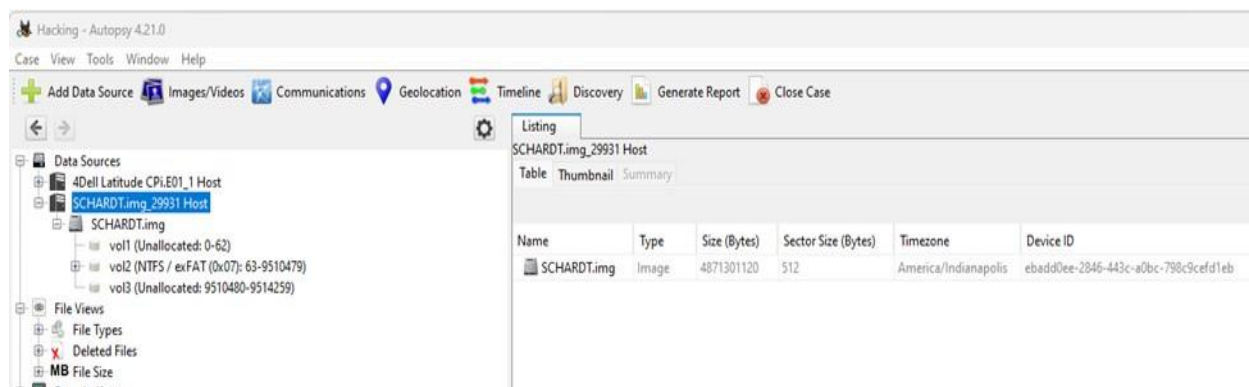 Hacking - Autopsy 4.21.0
Case View Tools Window Help
Add Data Source Images/Videos Communications Geolocation Timeline Discovery Generate Report Close Case
Listing
SCHARDT.img_29931 Host
Table Thumbnail Summary
Name Type Size (Bytes) Sector Size (Bytes) Timezone Device ID
SCHARDT.img Image 4871301120 512 America/Indianapolis ebadd0ee-2846-443c-a0bc-798c9cefd1eb
Data Sources
4Dell Latitude CPi.E01_1 Host
SCHARDT.img_29931 Host
SCHARDT.img
vol1 (Unallocated: 0-62)
vol2 (NTFS / exFAT (0x07): 63-9510479)
vol3 (Unallocated: 9510480-9514259)
File Views
File Types
Deleted Files
MB File Size